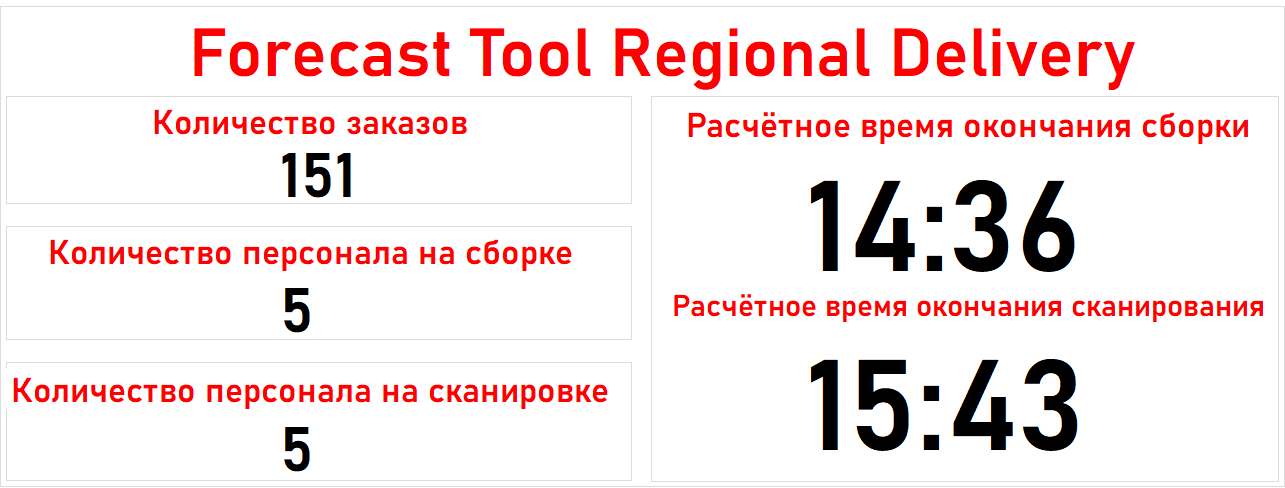 Forecast Tool Regional Delivery
Количество заказов
151
Количество персонала на сборке
5
Количество персонала на сканировке
5
Расчётное время окончания сборки
14:36
Расчётное время окончания сканирования
15:43